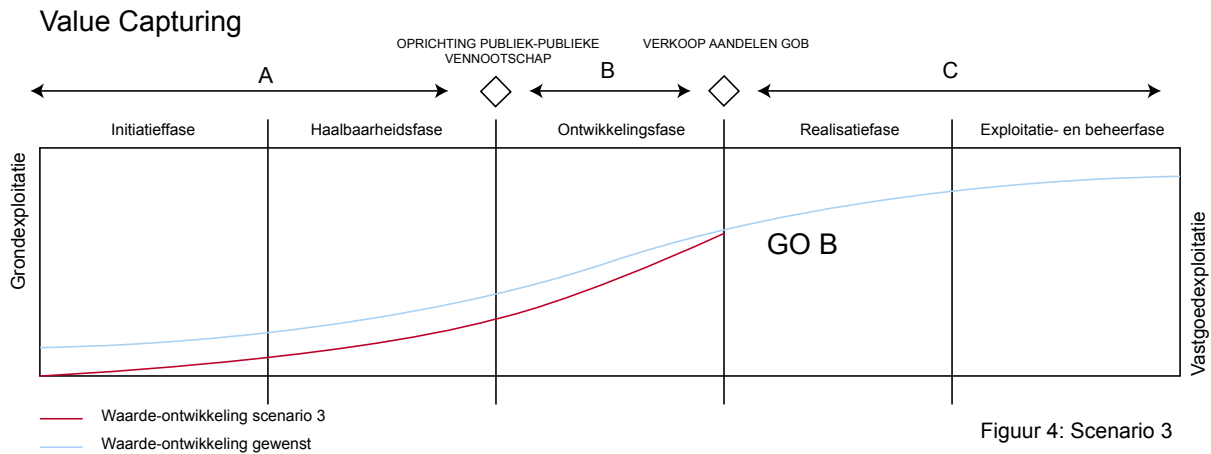 Value Capturing
OPRICHTING PUBLIEK-PUBLIEKE
VENNOOTSCHAP
VERKOOP AANDELEN GOB
A
B
C
Initiatieffase
Haalbaarheidsfase
Ontwikkelingsfase
Realisatiefase
Exploitatie- en beheerfase
Grondexploitatie
GO B
Vastgoedexploitatie
Waarde-ontwikkeling scenario 3
Waarde-ontwikkeling gewenst
Figuur 4: Scenario 3